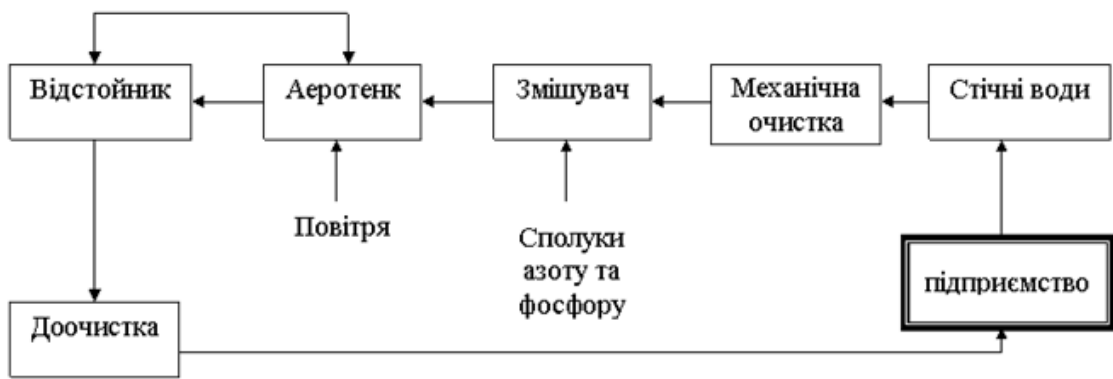 Відстойник
Аеротенк
Змішувач
Механічна
очистка
Стічні води
Повітря
Сполуки
азоту та
фосфору
підприємство
Доочистка